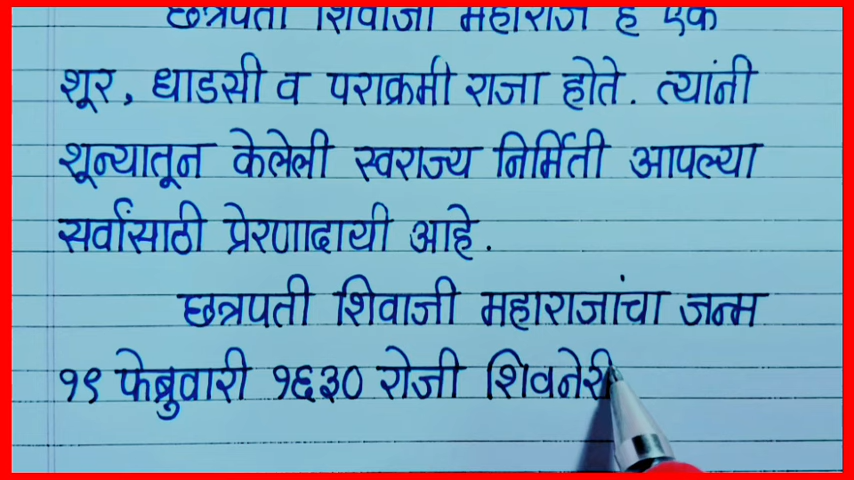 छत्रपती शिवाजी महाराज हे एक
शूर, धाडसी व पराक्रमी राजा होते. त्यांनी
शून्यातून केलेली स्वराज्य निर्मिती आपल्या
सर्वांसाठी प्रेरणादायी आहे.
छत्रपती शिवाजी महाराजांचा जन्म
१९ फेब्रुवारी १६३० रोजी शिवनेरी